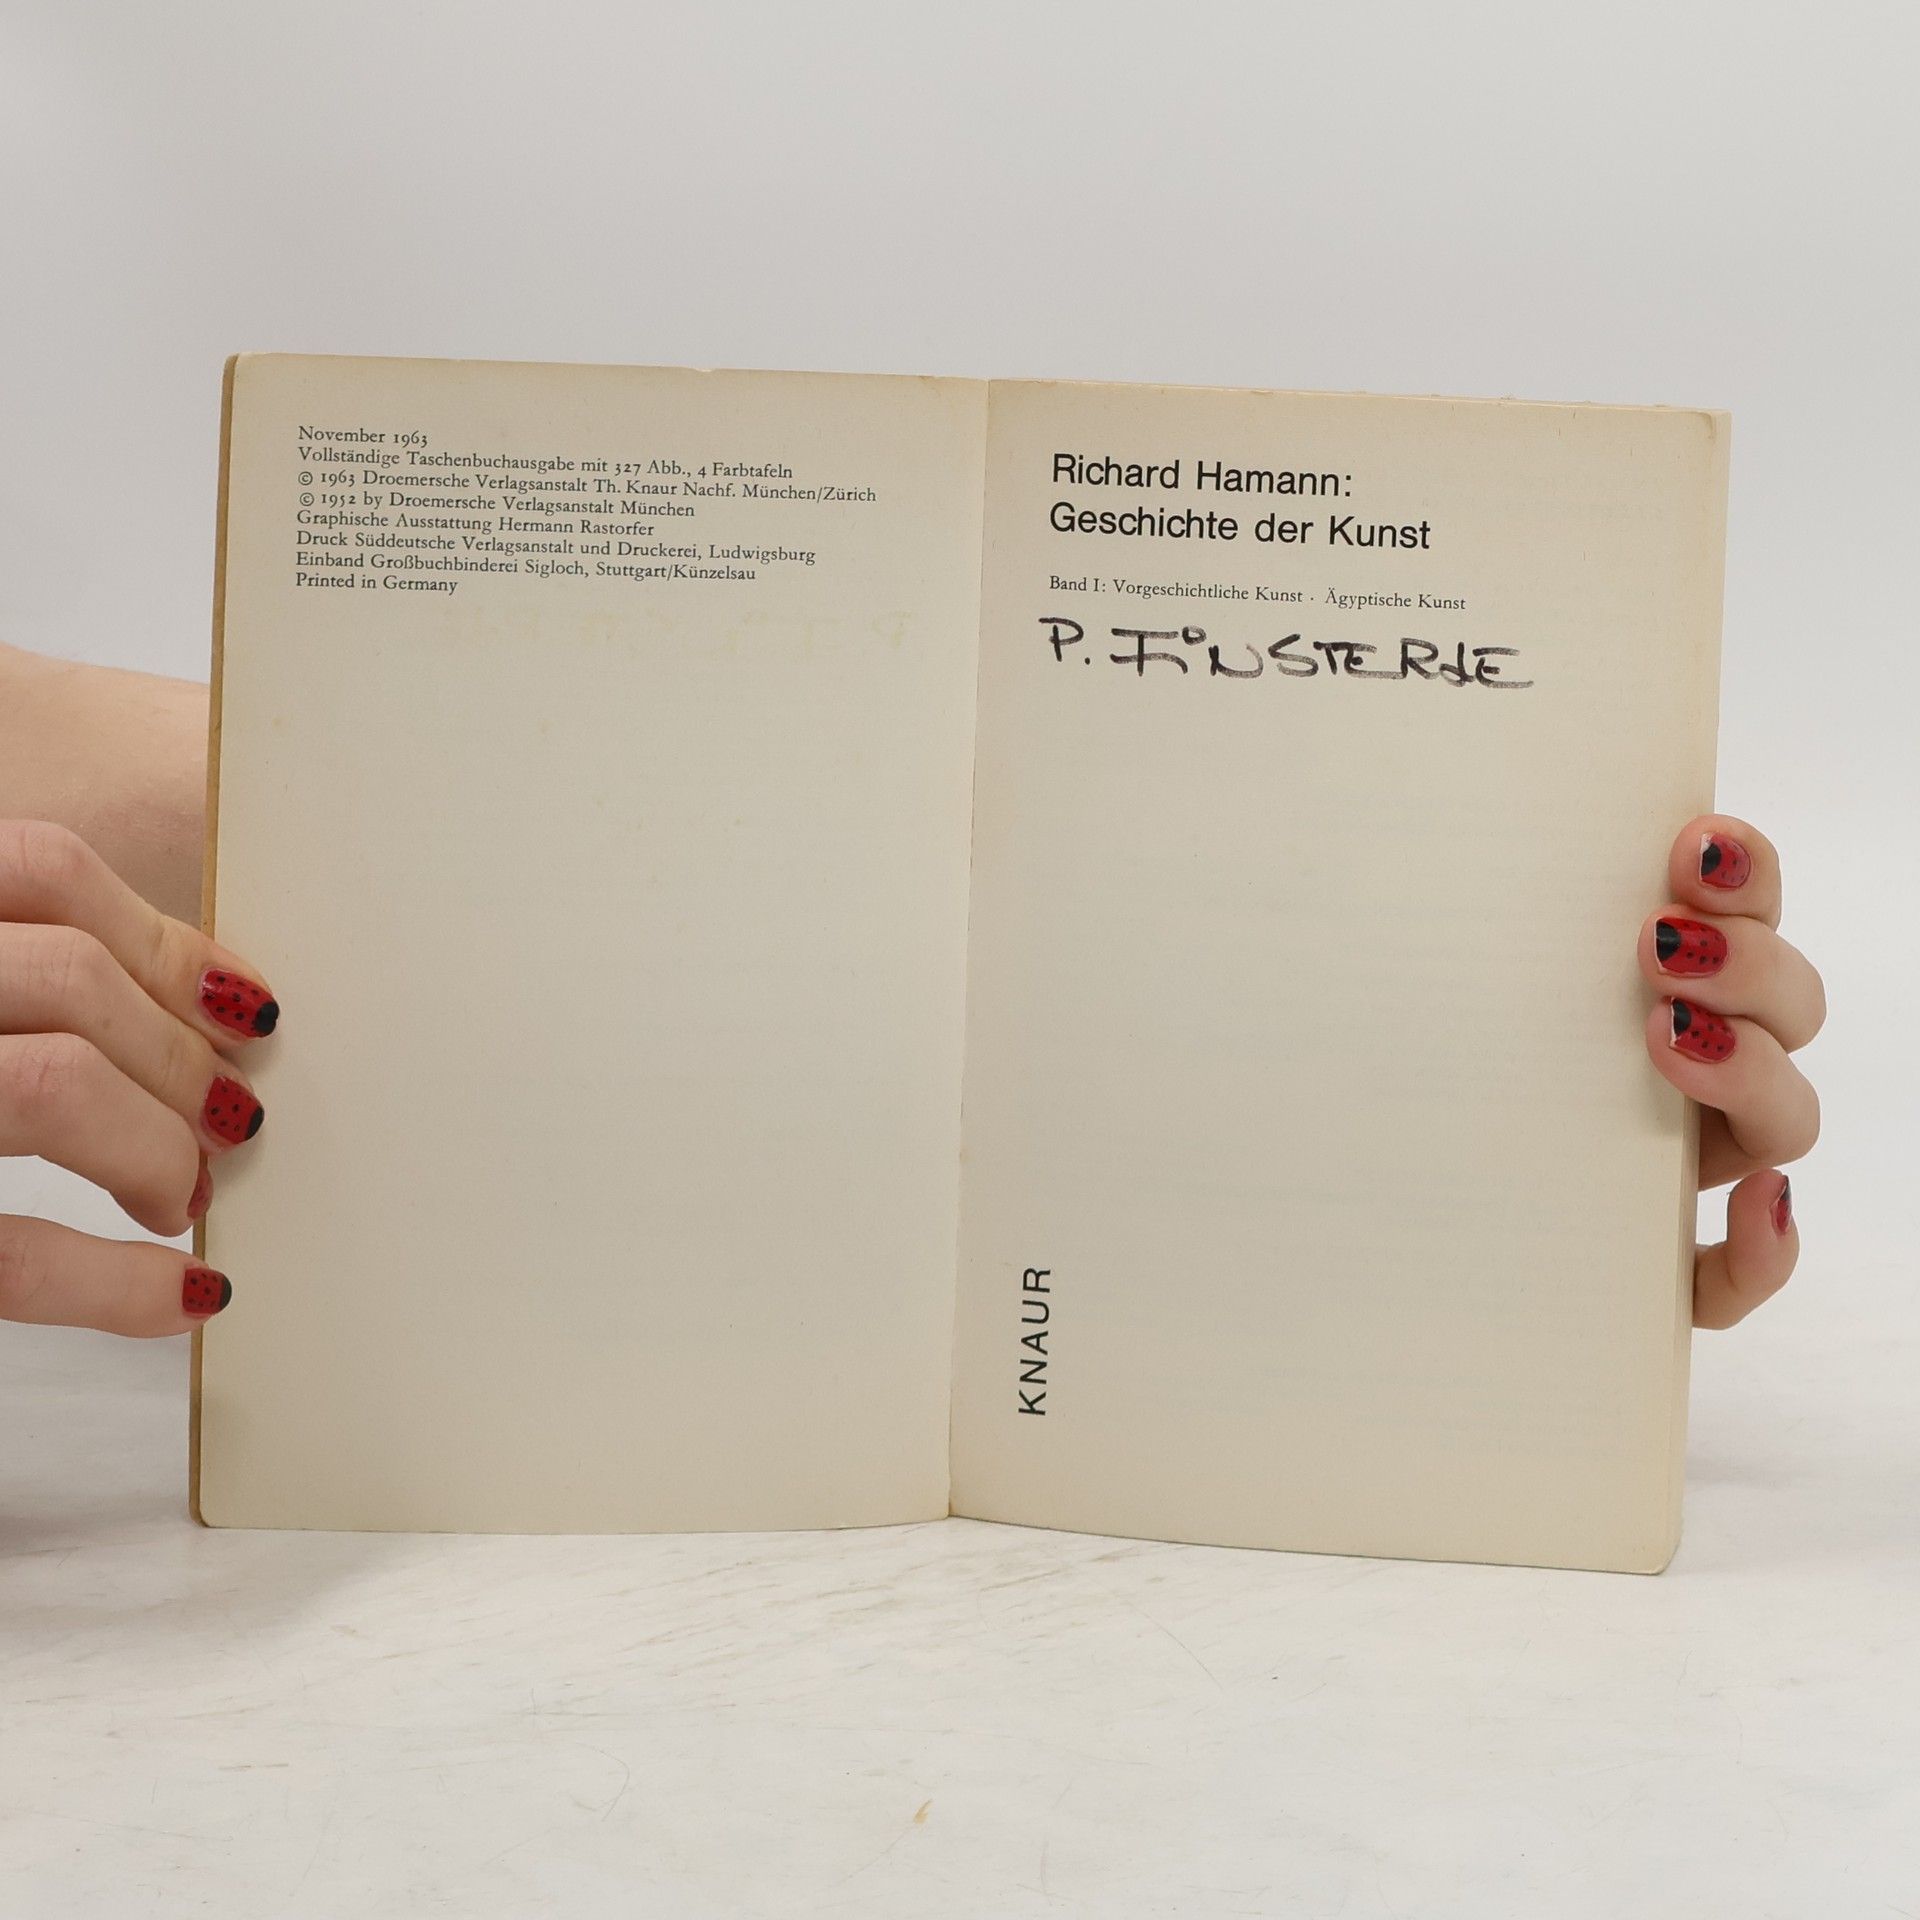 November 1963
Vollständige Taschenbuchausgabe mit 327 Abb., 4 Farbtafeln
© 1963 Droemersche Verlagsanstalt Th. Knaur Nachf. München/Zürich
© 1952 by Droemersche Verlagsanstalt München
Graphische Ausstattung Hermann Rastorfer
Druck Süddeutsche Verlagsanstalt und Druckerei, Ludwigsburg
Einband Großbuchbinderei Sigloch, Stuttgart/Künzelsau
Printed in Germany
Richard Hamann:
Geschichte der Kunst
Band I: Vorgeschichtliche Kunst · Ägyptische Kunst
P.
KNAUR